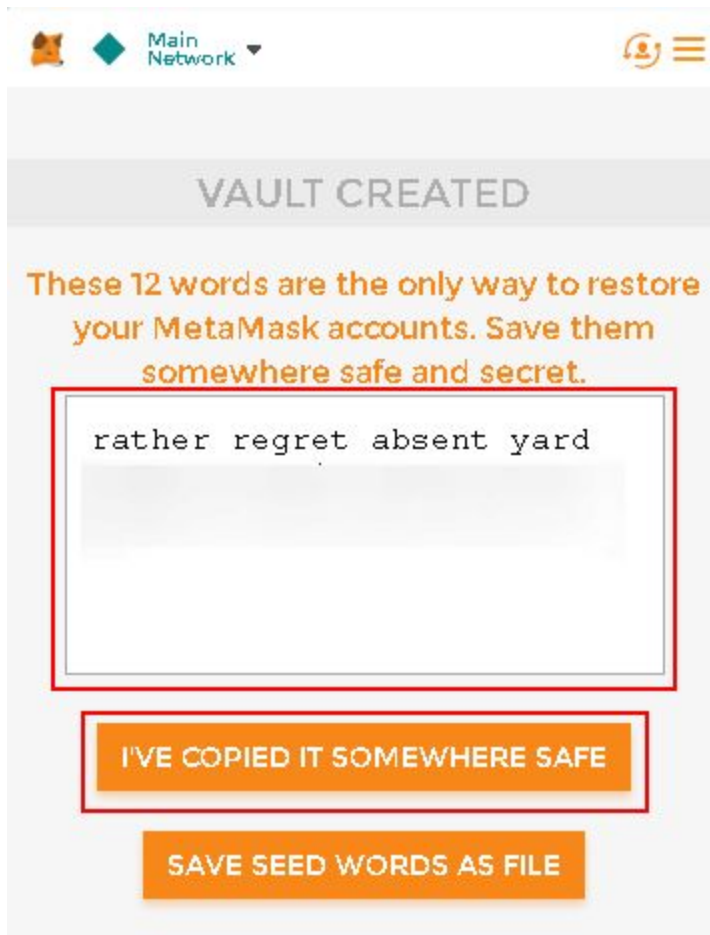 Main
Network
VAULT CREATED
These 12 words are the only way to restore
your MetaMask accounts. Save them
somewhere safe and secret.
rather regret absent yard
I'VE COPIED IT SOMEWHERE SAFE
SAVE SEED WORDS AS FILE